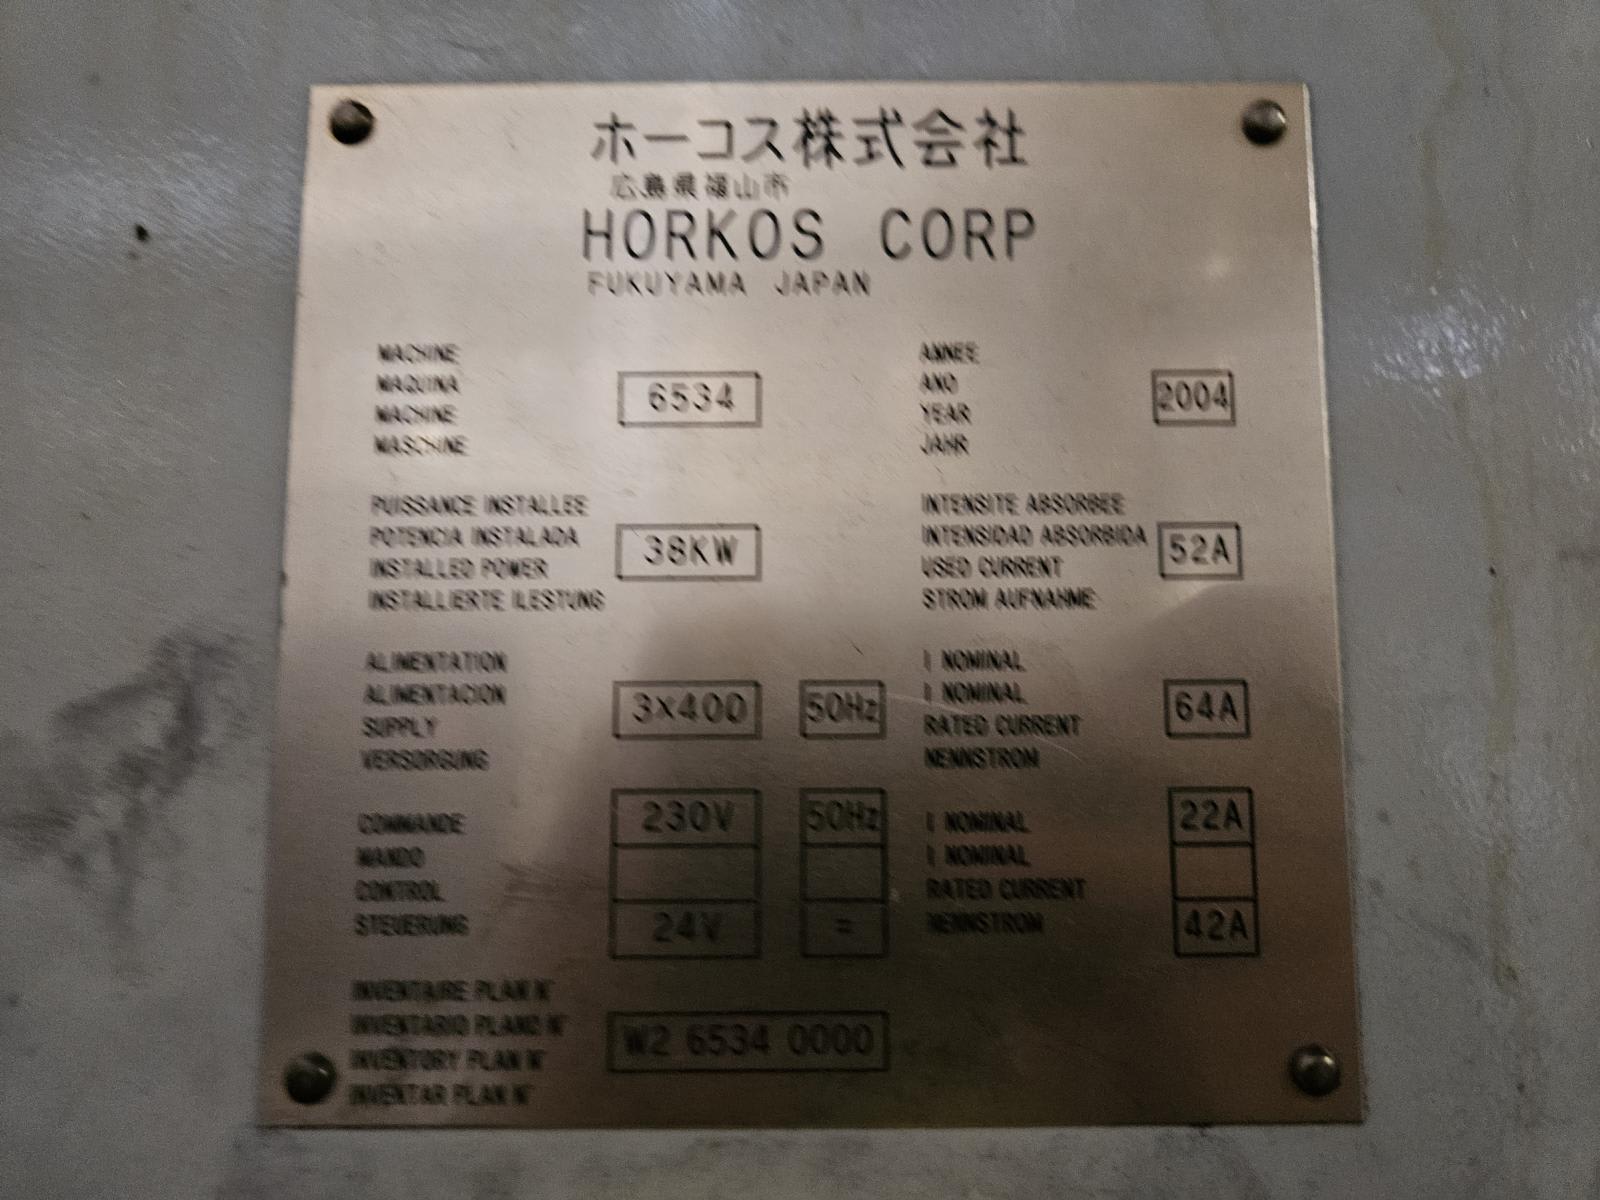 ホーコス株式会社
広島県福山市
HORKOS CORP
FUKUYAMA JAPAN
MACHINE
MAQUINA
MACHINE
MASCHINE
6534
ANNEE
ANO
YEAR
JAHR
2004
PUISSANCE INSTALLEE
POTENCIA INSTALADA
INSTALLED POWER
INSTALLIERTE ILESTUNG
38KW
INTENSITE ABSORBEE
INTENSIDAD ABSORBIDA
USED CURRENT
STROM AUFNAHME
52A
ALIMENTATION
ALIMENTACION
SUPPLY
VERSORGUNG
3×400
50Hz
I NOMINAL
I NOMINAL
RATED CURRENT
NENNSTROM
64A
COMMANDE
MANDO
CONTROL
STEUERUNG
230V
50Hz
24V
=
I NOMINAL
I NOMINAL
RATED CURRENT
NENNSTROM
22A
42A
INVENTAIRE PLAN N°
INVENTARIO PLANO N°
INVENTORY PLAN N°
INVENTAR PLAN N°
W2 6534 0000